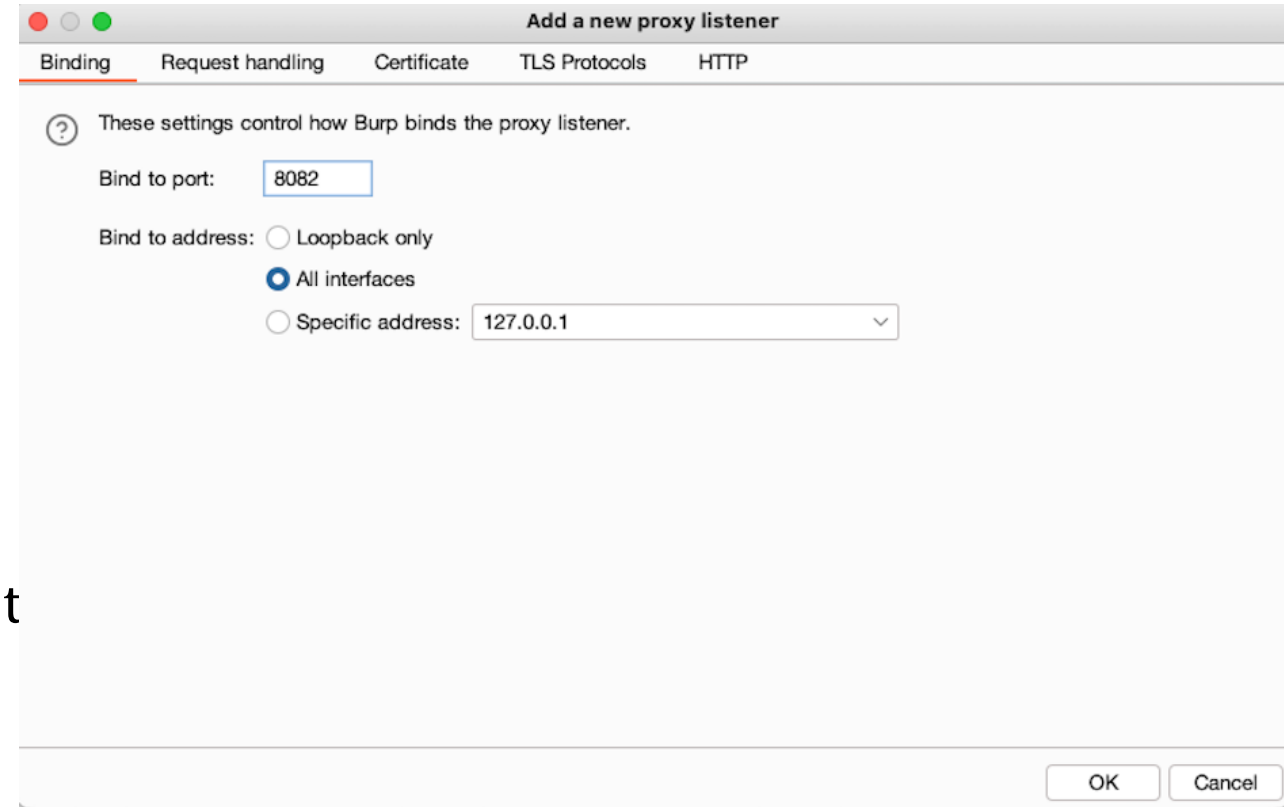 Add a new proxy listener
Binding Request handling Certificate TLS Protocols HTTP
These settings control how Burp binds the proxy listener.
Bind to port: 8082
Bind to address: Loopback only
All interfaces
Specific address: 127.0.0.1
t
OK Cancel